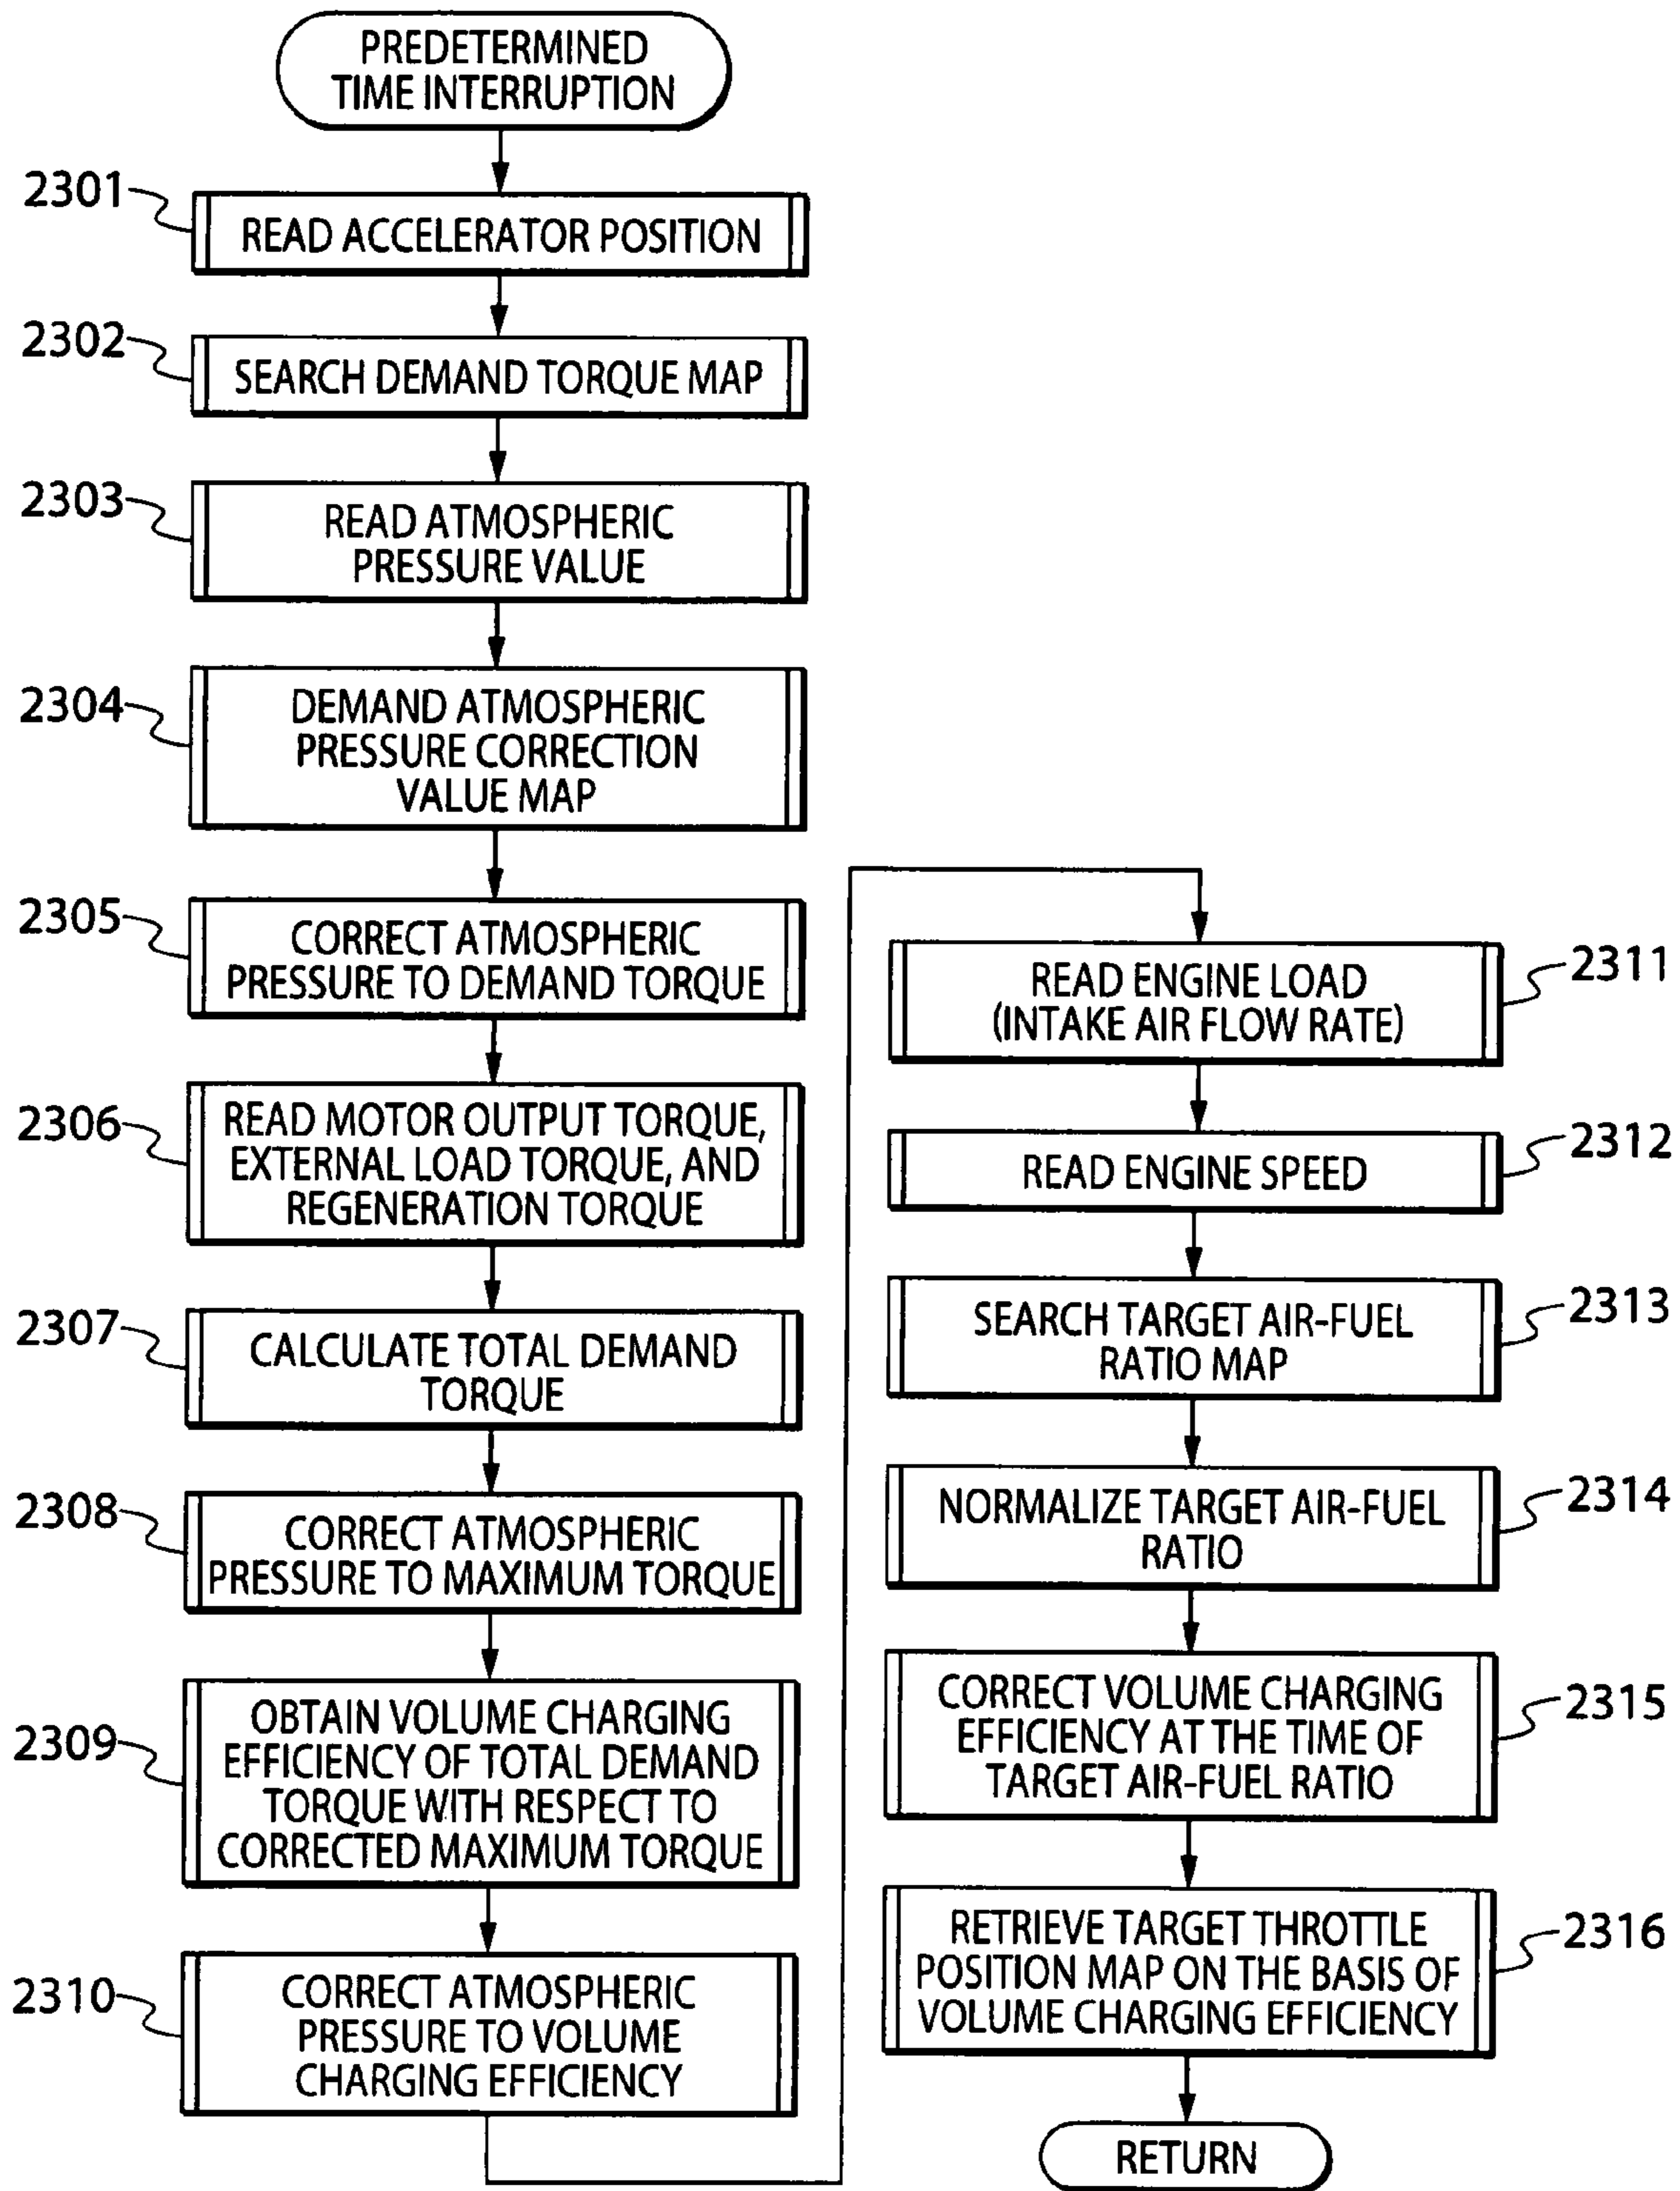 PREDETERMINED
TIME INTERRUPTION
2301
READ ACCELERATOR POSITION
2302
SEARCH DEMAND TORQUE MAP
2303
READ ATMOSPHERIC
PRESSURE VALUE
2304
DEMAND ATMOSPHERIC
PRESSURE CORRECTION
VALUE MAP
2305
CORRECT ATMOSPHERIC
PRESSURE TO DEMAND TORQUE
2306
READ MOTOR OUTPUT TORQUE,
EXTERNAL LOAD TORQUE, AND
REGENERATION TORQUE
2307
CALCULATE TOTAL DEMAND
TORQUE
2308
CORRECT ATMOSPHERIC
PRESSURE TO MAXIMUM TORQUE
2309
OBTAIN VOLUME CHARGING
EFFICIENCY OF TOTAL DEMAND
TORQUE WITH RESPECT TO
CORRECTED MAXIMUM TORQUE
2310
CORRECT ATMOSPHERIC
PRESSURE TO VOLUME
CHARGING EFFICIENCY
READ ENGINE LOAD
(INTAKE AIR FLOW RATE)
2311
READ ENGINE SPEED
2312
SEARCH TARGET AIR-FUEL
RATIO MAP
2313
NORMALIZE TARGET AIR-FUEL
RATIO
2314
CORRECT VOLUME CHARGING
EFFICIENCY AT THE TIME OF
TARGET AIR-FUEL RATIO
2315
RETRIEVE TARGET THROTTLE
POSITION MAP ON THE BASIS OF
VOLUME CHARGING EFFICIENCY
2316
RETURN